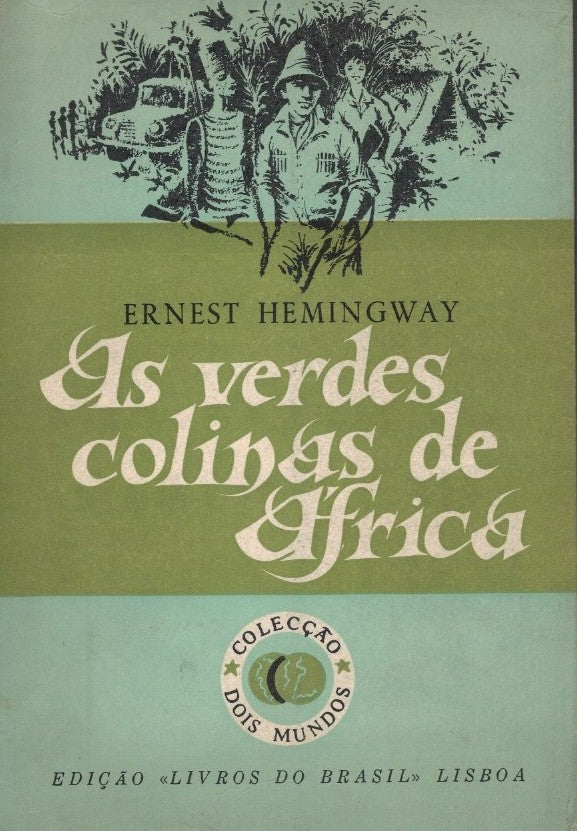 ERNEST HEMINGWAY
As verdes
colinas de
África
COLECÇÃO
DOIS MUNDOS
EDIÇÃO «LIVROS DO BRASIL» LISBOA